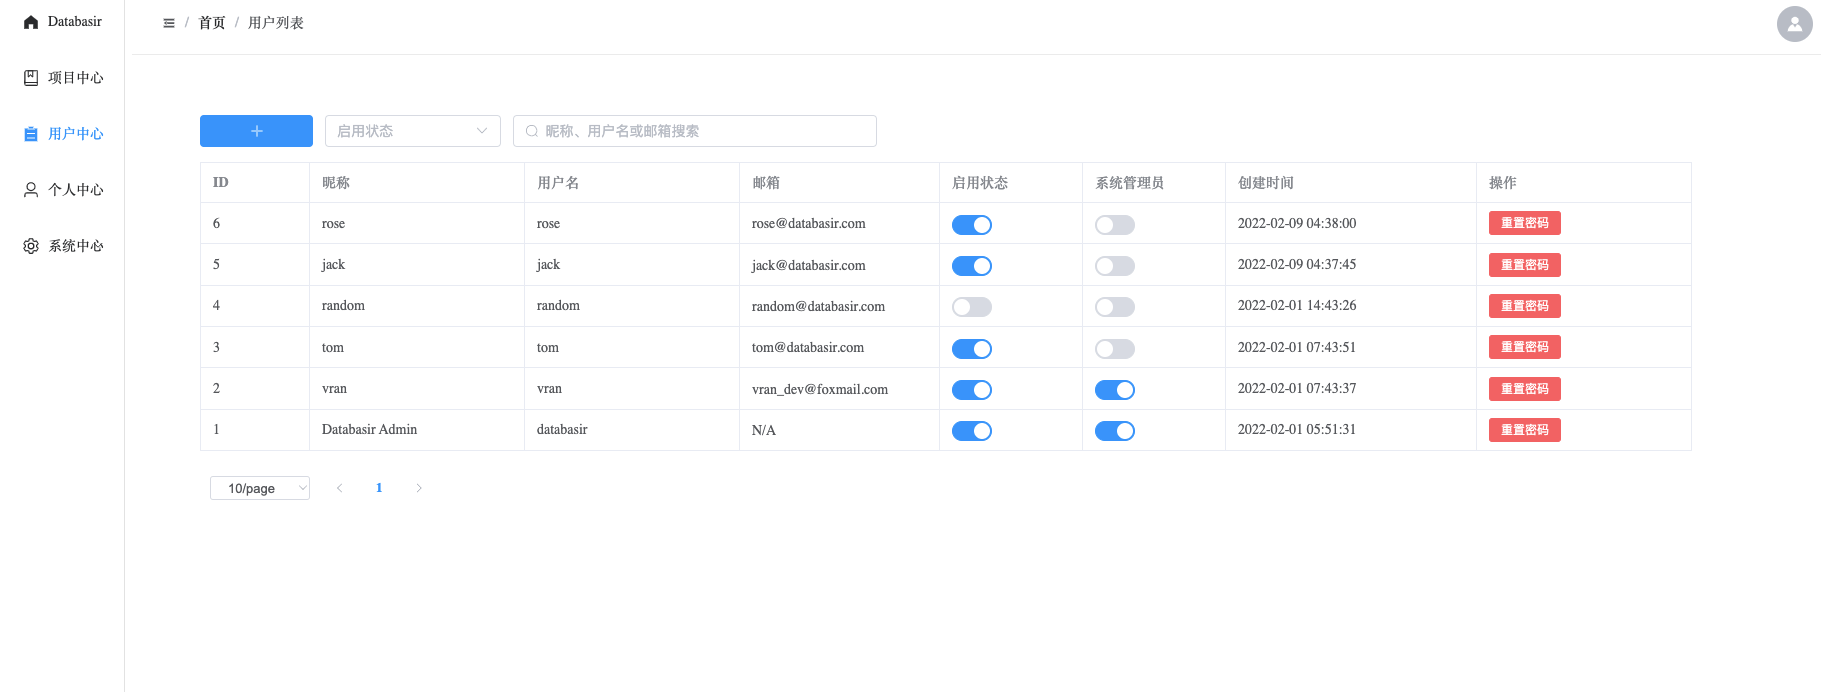 Databasir
项目中心
用户中心
个人中心
系统中心
/ 首页 / 用户列表
启用状态 昵称、用户名或邮箱搜索
ID 昵称 用户名 邮箱 启用状态 系统管理员 创建时间 操作
6 rose rose rose@databasir.com 2022-02-09 04:38:00 重置密码
5 jack jack jack@databasir.com 2022-02-09 04:37:45 重置密码
4 random random random@databasir.com 2022-02-01 14:43:26 重置密码
3 tom tom tom@databasir.com 2022-02-01 07:43:51 重置密码
2 vran vran vran_dev@foxmail.com 2022-02-01 07:43:37 重置密码
1 Databasir Admin databasir N/A 2022-02-01 05:51:31 重置密码
10/page 1